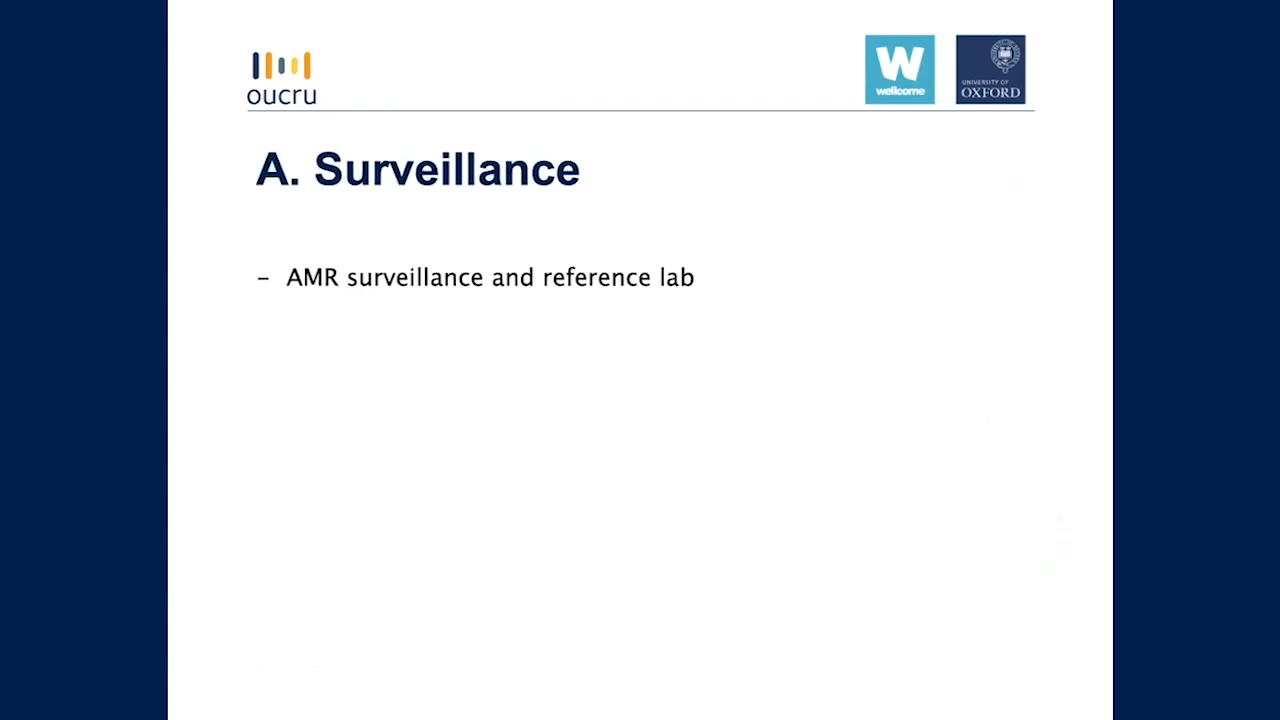 oucru
W
wellcome
UNIVERSITY OF
OXFORD
A. Surveillance
– AMR surveillance and reference lab